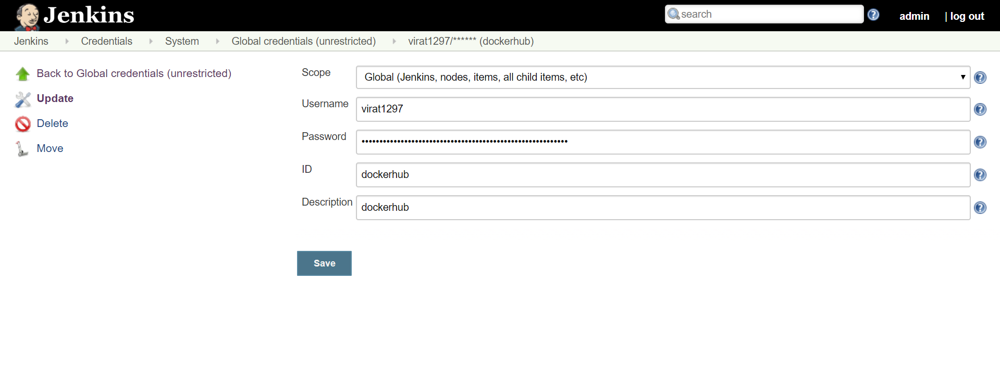 Jenkins
search
admin
| log out
Jenkins Credentials System Global credentials (unrestricted) virat1297/****** (dockerhub)
Back to Global credentials (unrestricted)
Update
Delete
Move
Scope
Global (Jenkins, nodes, items, all child items, etc)
Username
virat1297
Password
••••••••••••••••••••••••••••••••••••••••••••••••••••••••••
ID
dockerhub
Description
dockerhub
Save